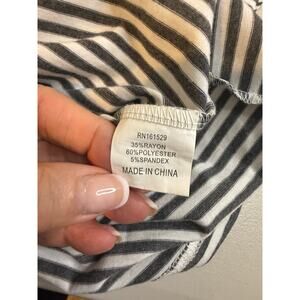 RN161529
35%RAYON
60%POLYESTER
5%SPANDEX
MADE IN CHINA